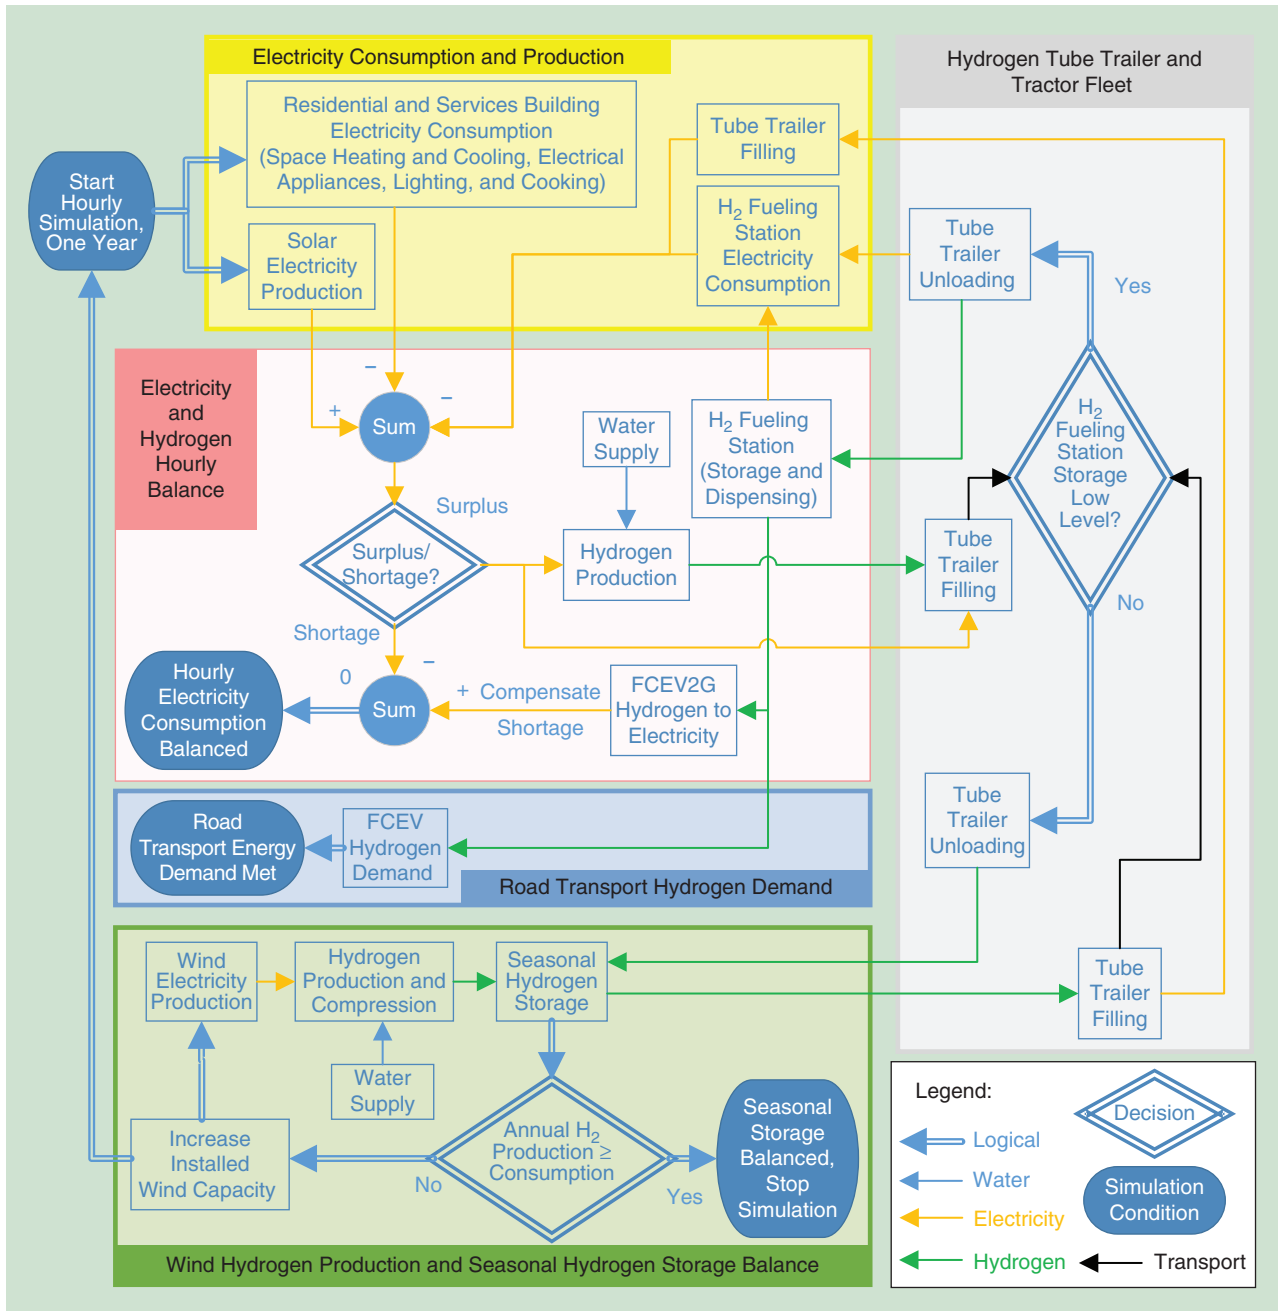 Electricity Consumption and Production
Residential and Services Building
Electricity Consumption
(Space Heating and Cooling, Electrical
Appliances, Lighting, and Cooking)
Start
Hourly
Simulation,
One Year
Solar
Electricity
Production
Tube Trailer
Filling
H₂ Fueling
Station
Electricity
Consumption
Hydrogen Tube Trailer and
Tractor Fleet
Tube
Trailer
Unloading
Yes
H₂
Fueling
Station
Storage
Low
Level?
No
Tube
Trailer
Filling
Tube
Trailer
Unloading
Tube
Trailer
Filling
Electricity
and
Hydrogen
Hourly
Balance
–
+
–
Sum
Surplus
Surplus/
Shortage?
Shortage
Water
Supply
Hydrogen
Production
H₂ Fueling
Station
(Storage and
Dispensing)
Hourly
Electricity
Consumption
Balanced
0
–
Sum
+ Compensate
Shortage
FCEV2G
Hydrogen to
Electricity
Road
Transport Energy
Demand Met
FCEV
Hydrogen
Demand
Road Transport Hydrogen Demand
Wind
Electricity
Production
Hydrogen
Production and
Compression
Seasonal
Hydrogen
Storage
Water
Supply
Increase
Installed
Wind Capacity
No
Annual H₂
Production ≥
Consumption
Yes
Seasonal
Storage
Balanced,
Stop
Simulation
Wind Hydrogen Production and Seasonal Hydrogen Storage Balance
Legend:
Logical
Water
Electricity
Hydrogen
Decision
Simulation
Condition
Transport